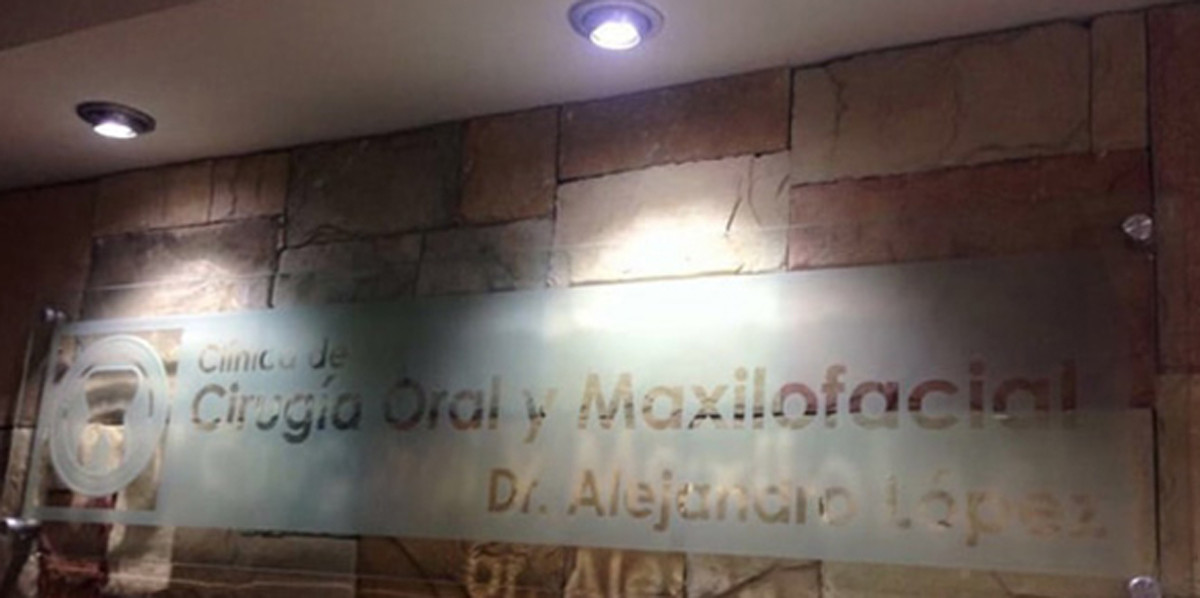 Clínica de
Cirugía Oral y Maxilofacial
Dr. Alejandro López